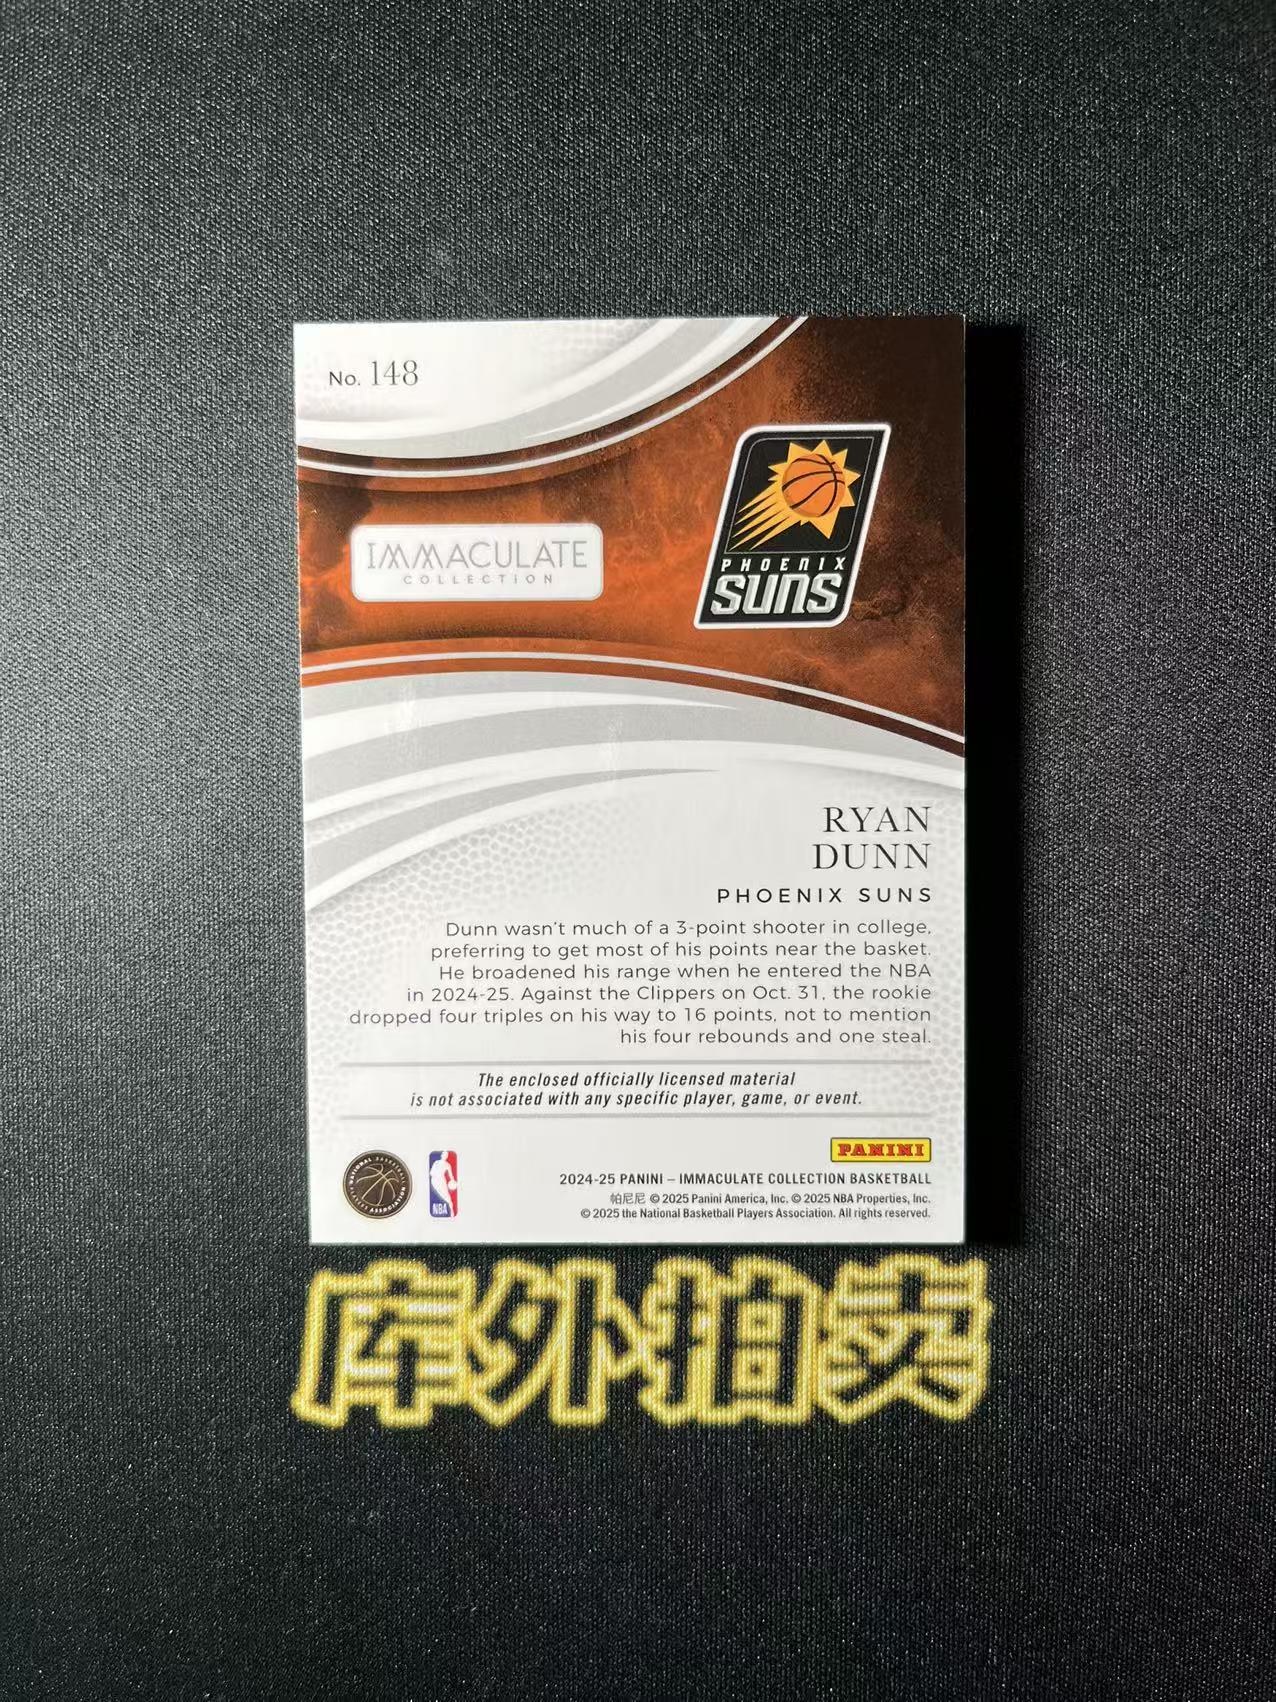 No. 148
IMMACULATE
COLLECTION
PHOENIX
SUNS
RYAN
DUNN
PHOENIX SUNS
Dunn wasn't much of a 3-point shooter in college,
preferring to get most of his points near the basket.
He broadened his range when he entered the NBA
in 2024-25. Against the Clippers on Oct. 31, the rookie
dropped four triples on his way to 16 points, not to mention
his four rebounds and one steal.
The enclosed officially licensed material
is not associated with any specific player, game, or event.
PANINI
NATIONAL BASKETBALL PLAYERS ASSOCIATION
NBA
2024-25 PANINI – IMMACULATE COLLECTION BASKETBALL
帕尼尼 © 2025 Panini America, Inc. © 2025 NBA Properties, Inc.
© 2025 the National Basketball Players Association. All rights reserved.
库外拍卖